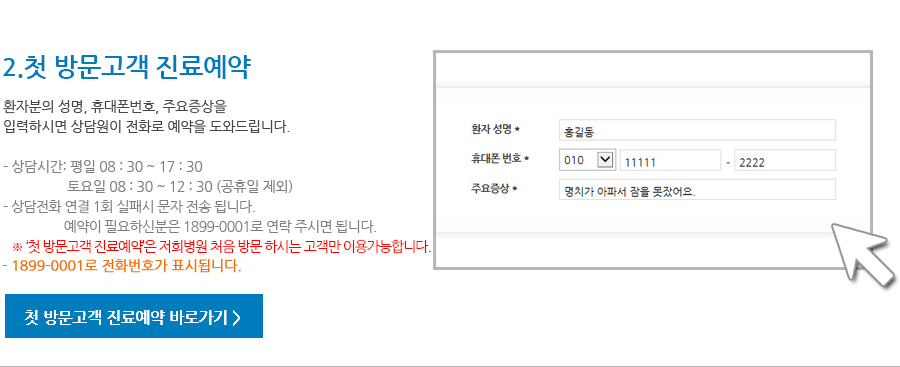 2.첫 방문고객 진료예약
환자분의 성명, 휴대폰번호, 주요증상을
입력하시면 상담원이 전화로 예약을 도와드립니다.
- 상담시간: 평일 08 : 30 ~ 17 : 30
토요일 08 : 30 ~ 12 : 30 (공휴일 제외)
- 상담전화 연결 1회 실패시 문자 전송 됩니다.
예약이 필요하신분은 1899-0001로 연락 주시면 됩니다.
※ ‘첫 방문고객 진료예약’은 저희병원 처음 방문 하시는 고객만 이용가능합니다.
- 1899-0001로 전화번호가 표시됩니다.
첫 방문고객 진료예약 바로가기 >
환자 성명 * 홍길동
휴대폰 번호 * 010 11111 - 2222
주요증상 * 명치가 아파서 잠을 못잤어요.